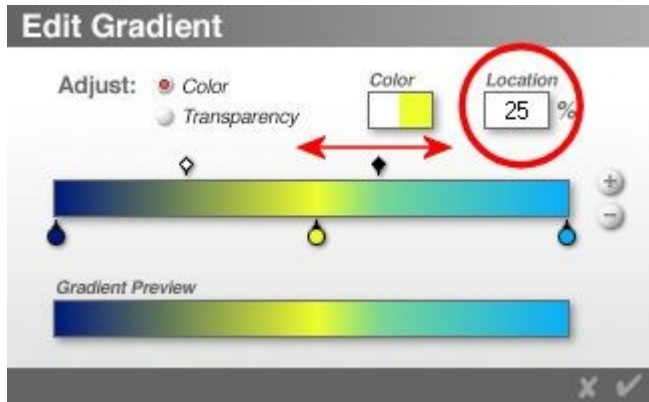 Edit Gradient
Adjust:
Color
Transparency
Color
Location
25 %
Gradient Preview